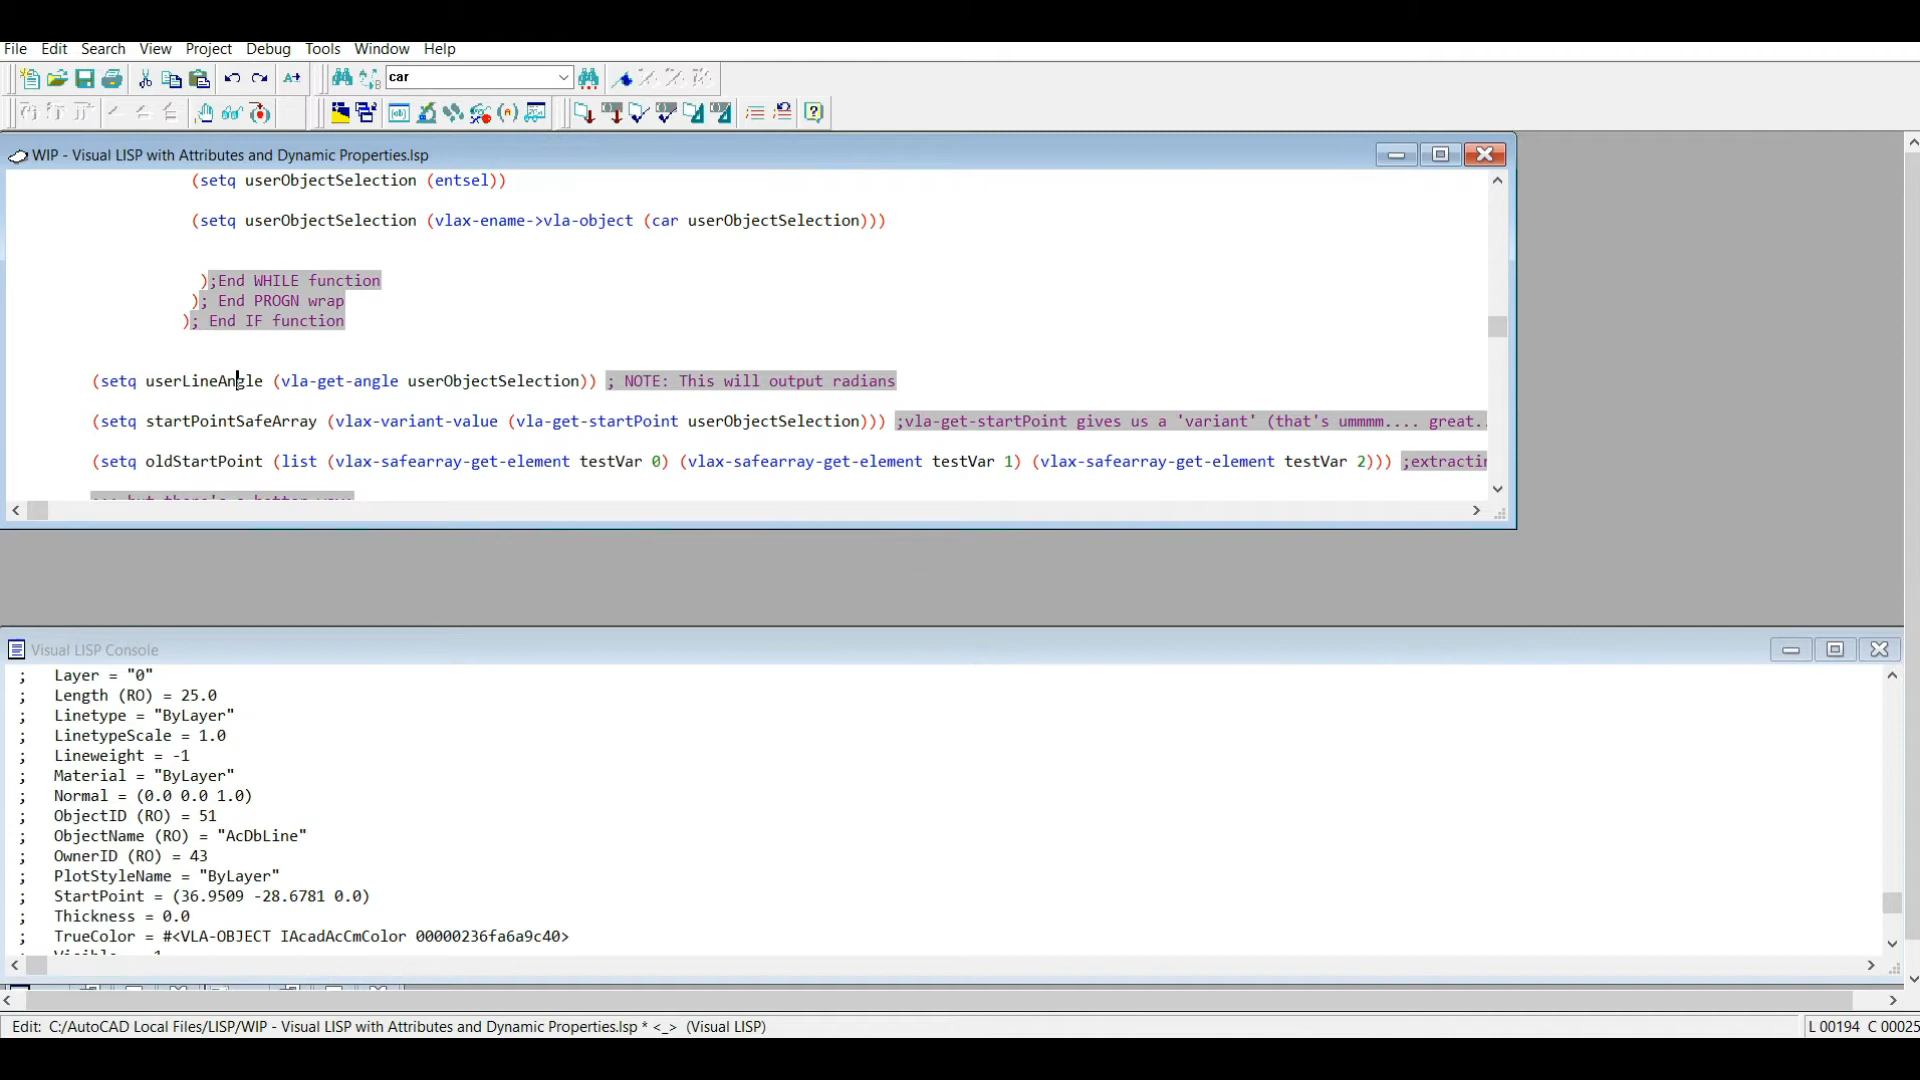 File Edit Search View Project Debug Tools Window Help
car
WIP - Visual LISP with Attributes and Dynamic Properties.lsp
(setq userObjectSelection (entsel))
(setq userObjectSelection (vlax-ename->vla-object (car userObjectSelection)))
);End WHILE function
); End PROGN wrap
); End IF function
(setq userLineAngle (vla-get-angle userObjectSelection)) ; NOTE: This will output radians
(setq startPointSafeArray (vlax-variant-value (vla-get-startPoint userObjectSelection))) ;vla-get-startPoint gives us a 'variant' (that's ummmm.... great..
(setq oldStartPoint (list (vlax-safearray-get-element testVar 0) (vlax-safearray-get-element testVar 1) (vlax-safearray-get-element testVar 2))) ;extractin
Visual LISP Console
; Layer = "0"
; Length (RO) = 25.0
; Linetype = "ByLayer"
; LinetypeScale = 1.0
; Lineweight = -1
; Material = "ByLayer"
; Normal = (0.0 0.0 1.0)
; ObjectID (RO) = 51
; ObjectName (RO) = "AcDbLine"
; OwnerID (RO) = 43
; PlotStyleName = "ByLayer"
; StartPoint = (36.9509 -28.6781 0.0)
; Thickness = 0.0
; TrueColor = #<VLA-OBJECT IAcadAcCmColor 00000236fa6a9c40>
Edit: C:/AutoCAD Local Files/LISP/WIP - Visual LISP with Attributes and Dynamic Properties.lsp * <_> (Visual LISP) L 00194 C 00025